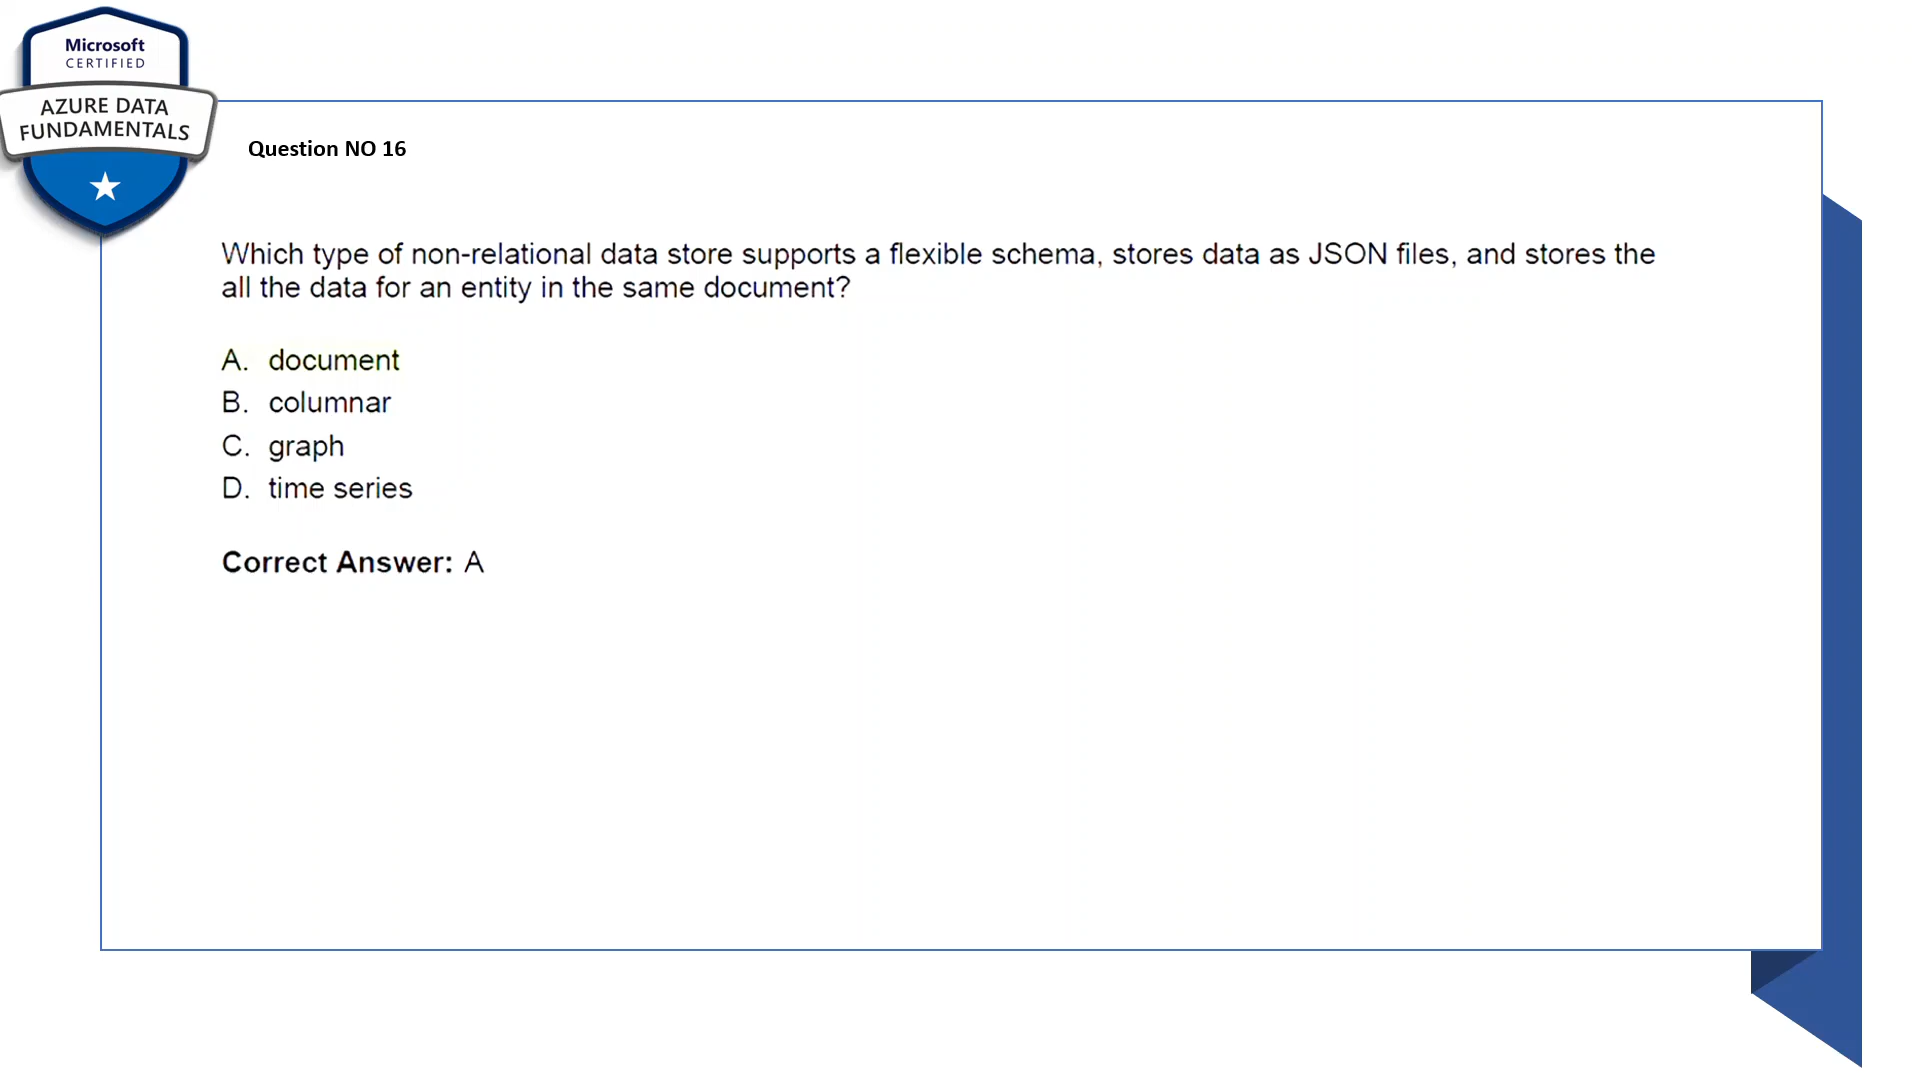 Microsoft
CERTIFIED
AZURE DATA
FUNDAMENTALS
Question NO 16
Which type of non-relational data store supports a flexible schema, stores data as JSON files, and stores the
all the data for an entity in the same document?
A. document
B. columnar
C. graph
D. time series
Correct Answer: A